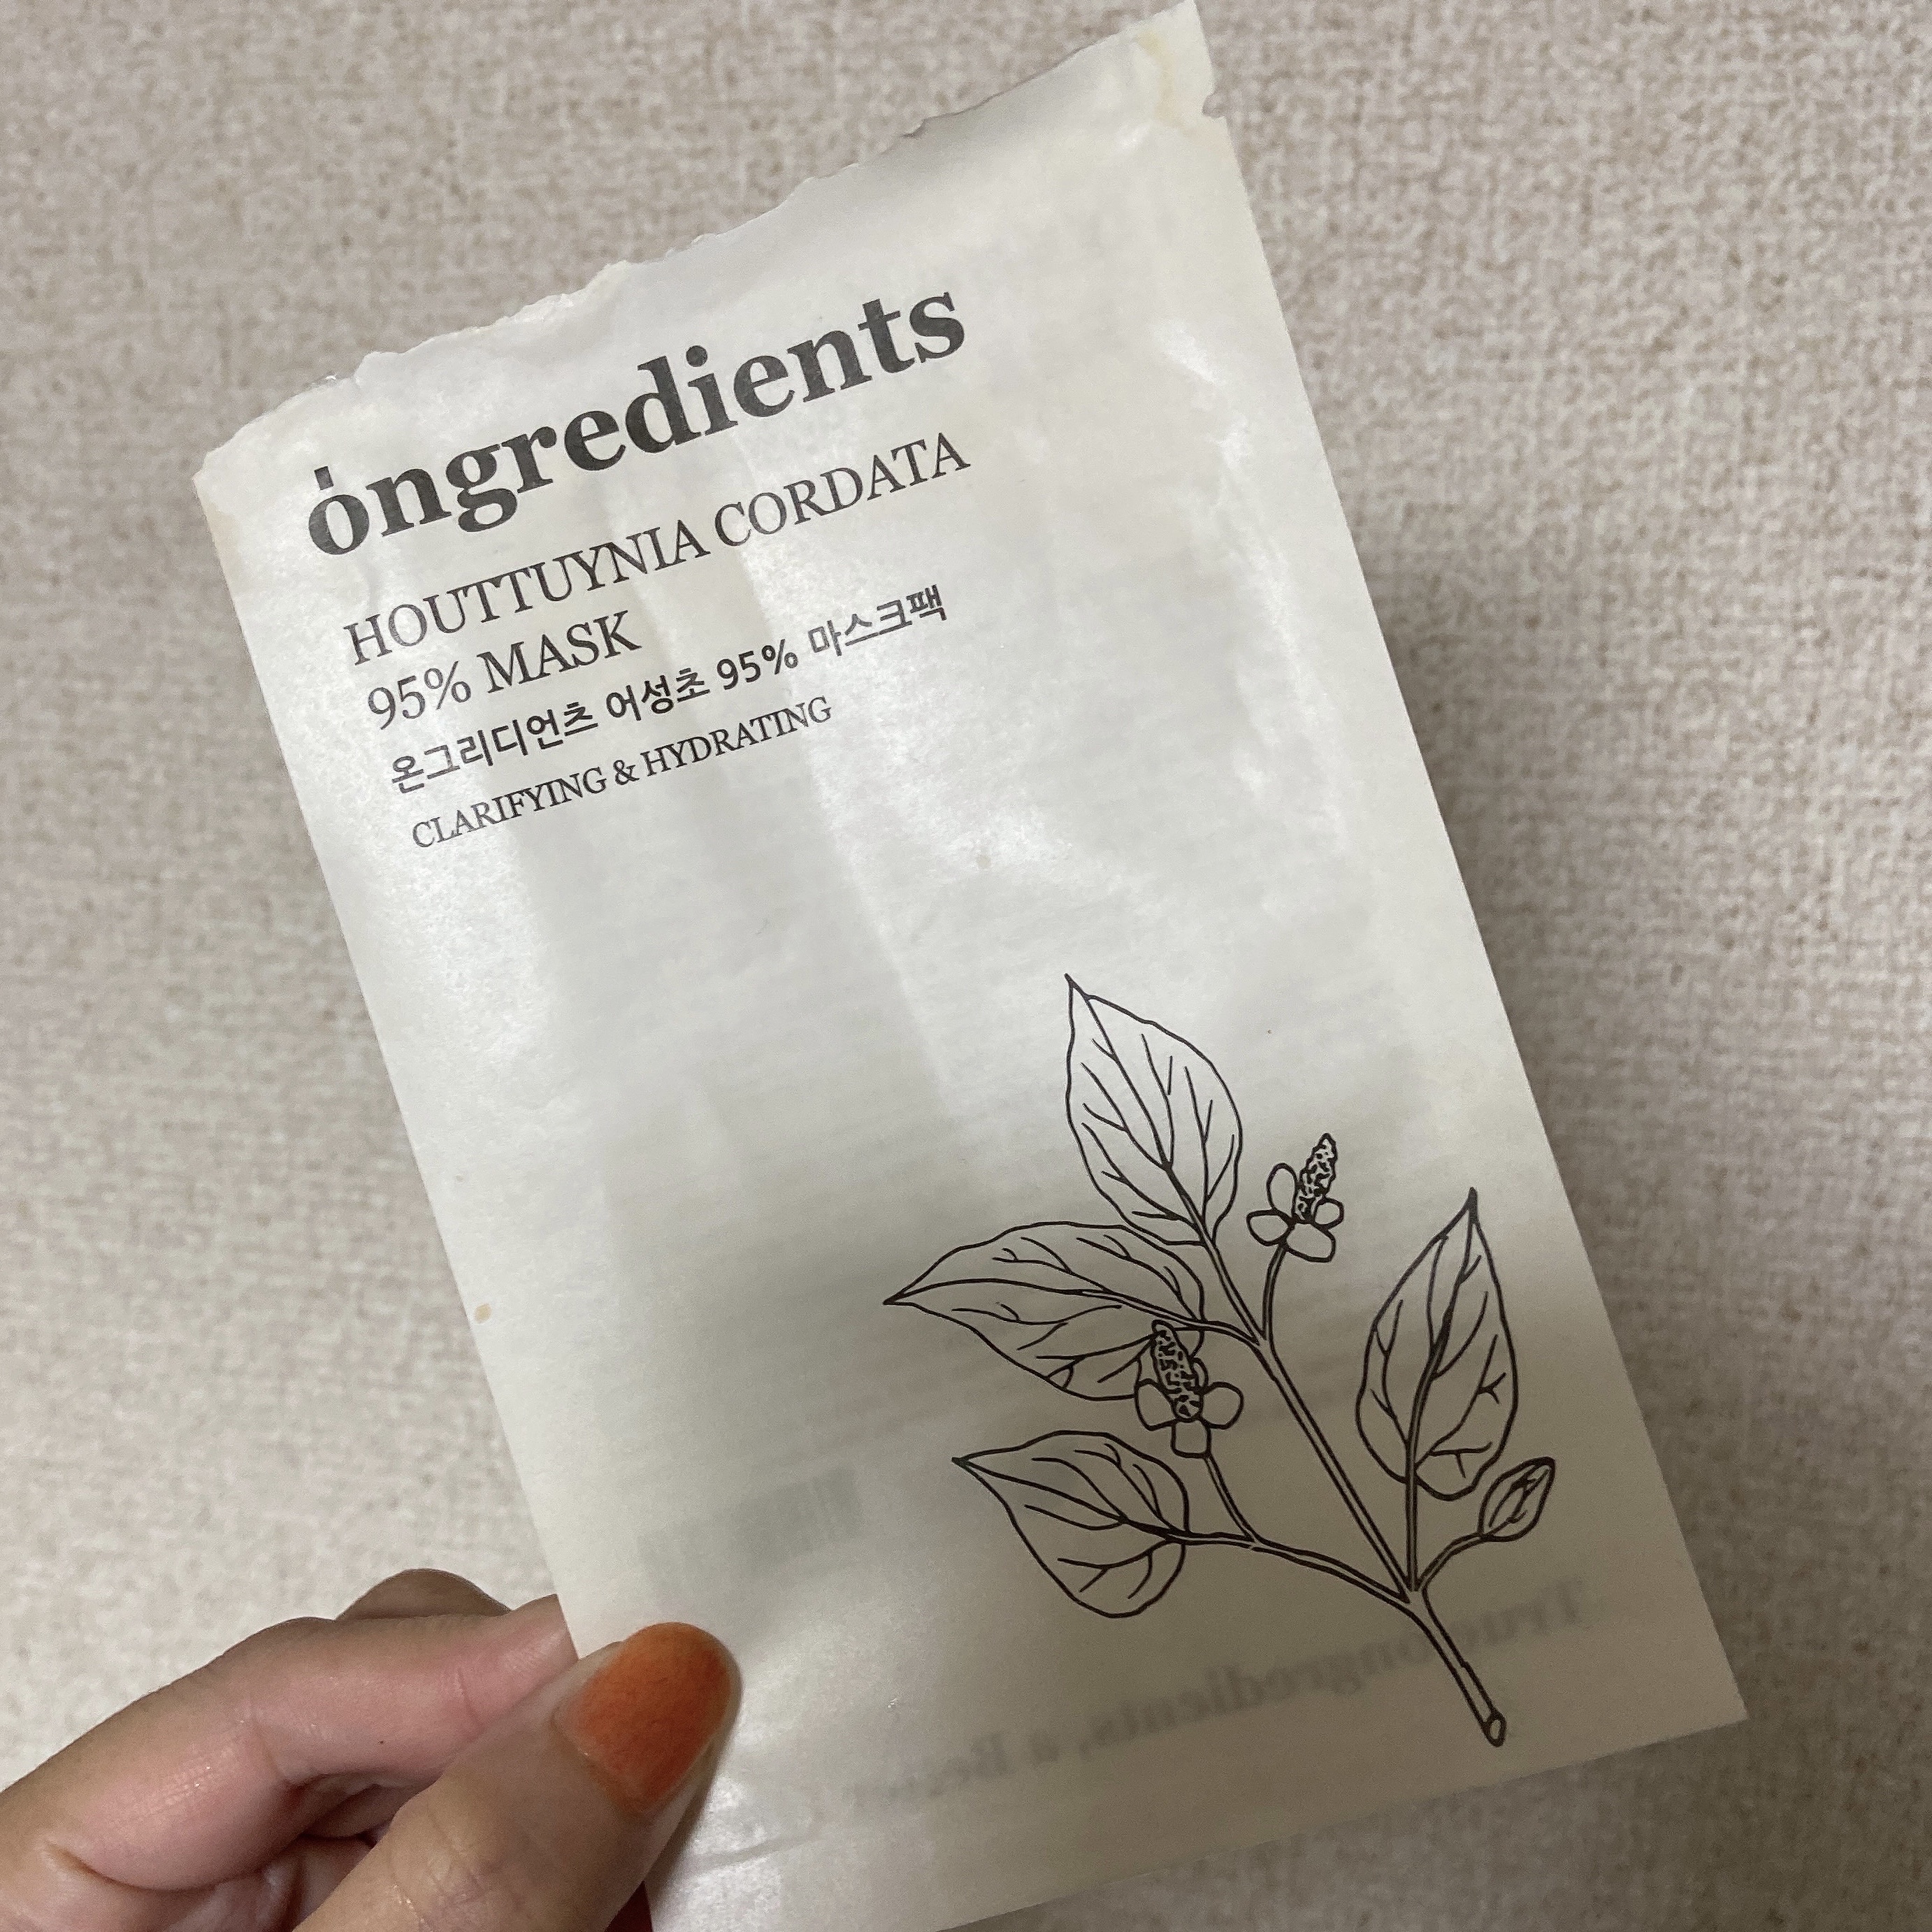 ongredients
HOUTTUYNIA CORDATA
95% MASK
온그리디언츠 어성초 95% 마스크팩
CLARIFYING & HYDRATING